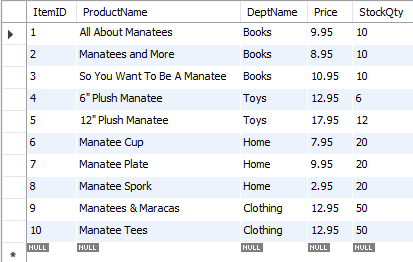 ItemID ProductName DeptName Price StockQty
1 All About Manatees Books 9.95 10
2 Manatees and More Books 8.95 10
3 So You Want To Be A Manatee Books 10.95 10
4 6" Plush Manatee Toys 12.95 6
5 12" Plush Manatee Toys 17.95 12
6 Manatee Cup Home 7.95 20
7 Manatee Plate Home 9.95 20
8 Manatee Spork Home 2.95 20
9 Manatees & Maracas Clothing 12.95 50
10 Manatee Tees Clothing 12.95 50
NULL NULL NULL NULL NULL